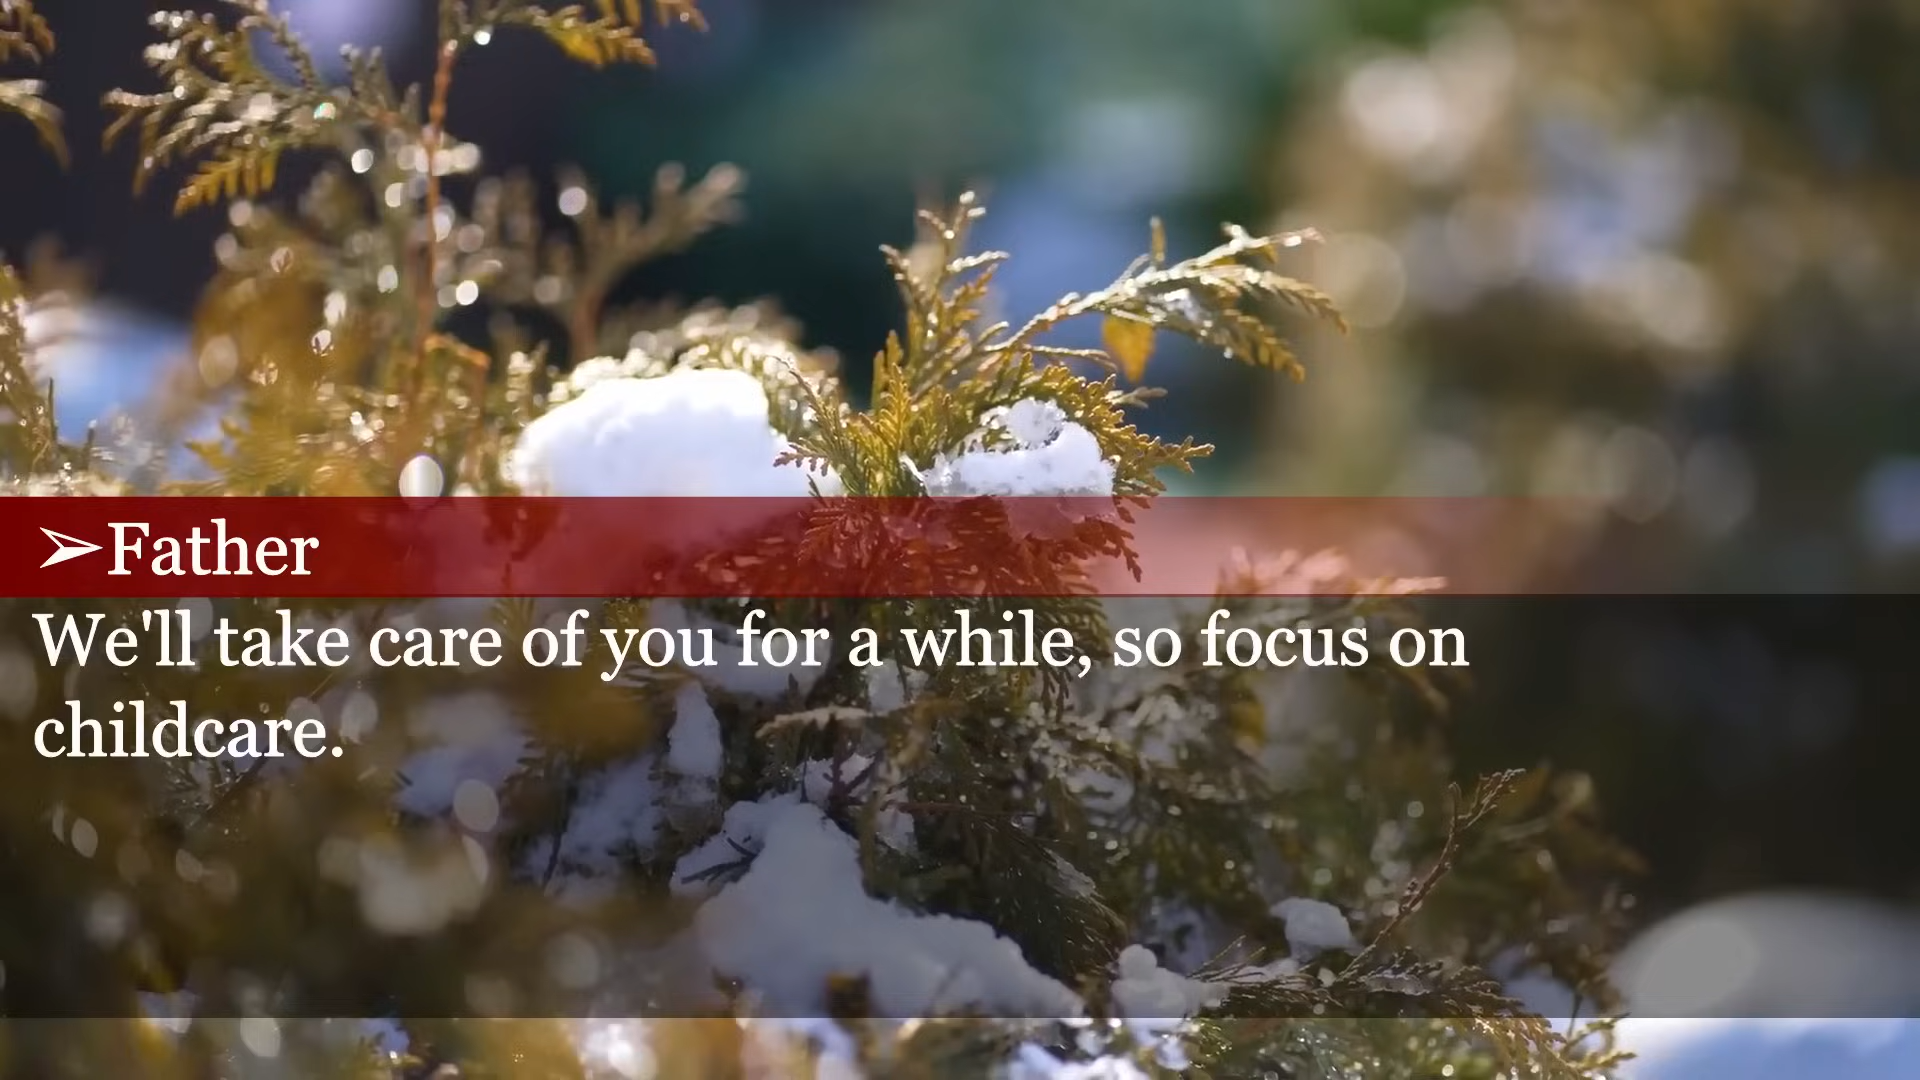 ➢Father
We'll take care of you for a while, so focus on
childcare.